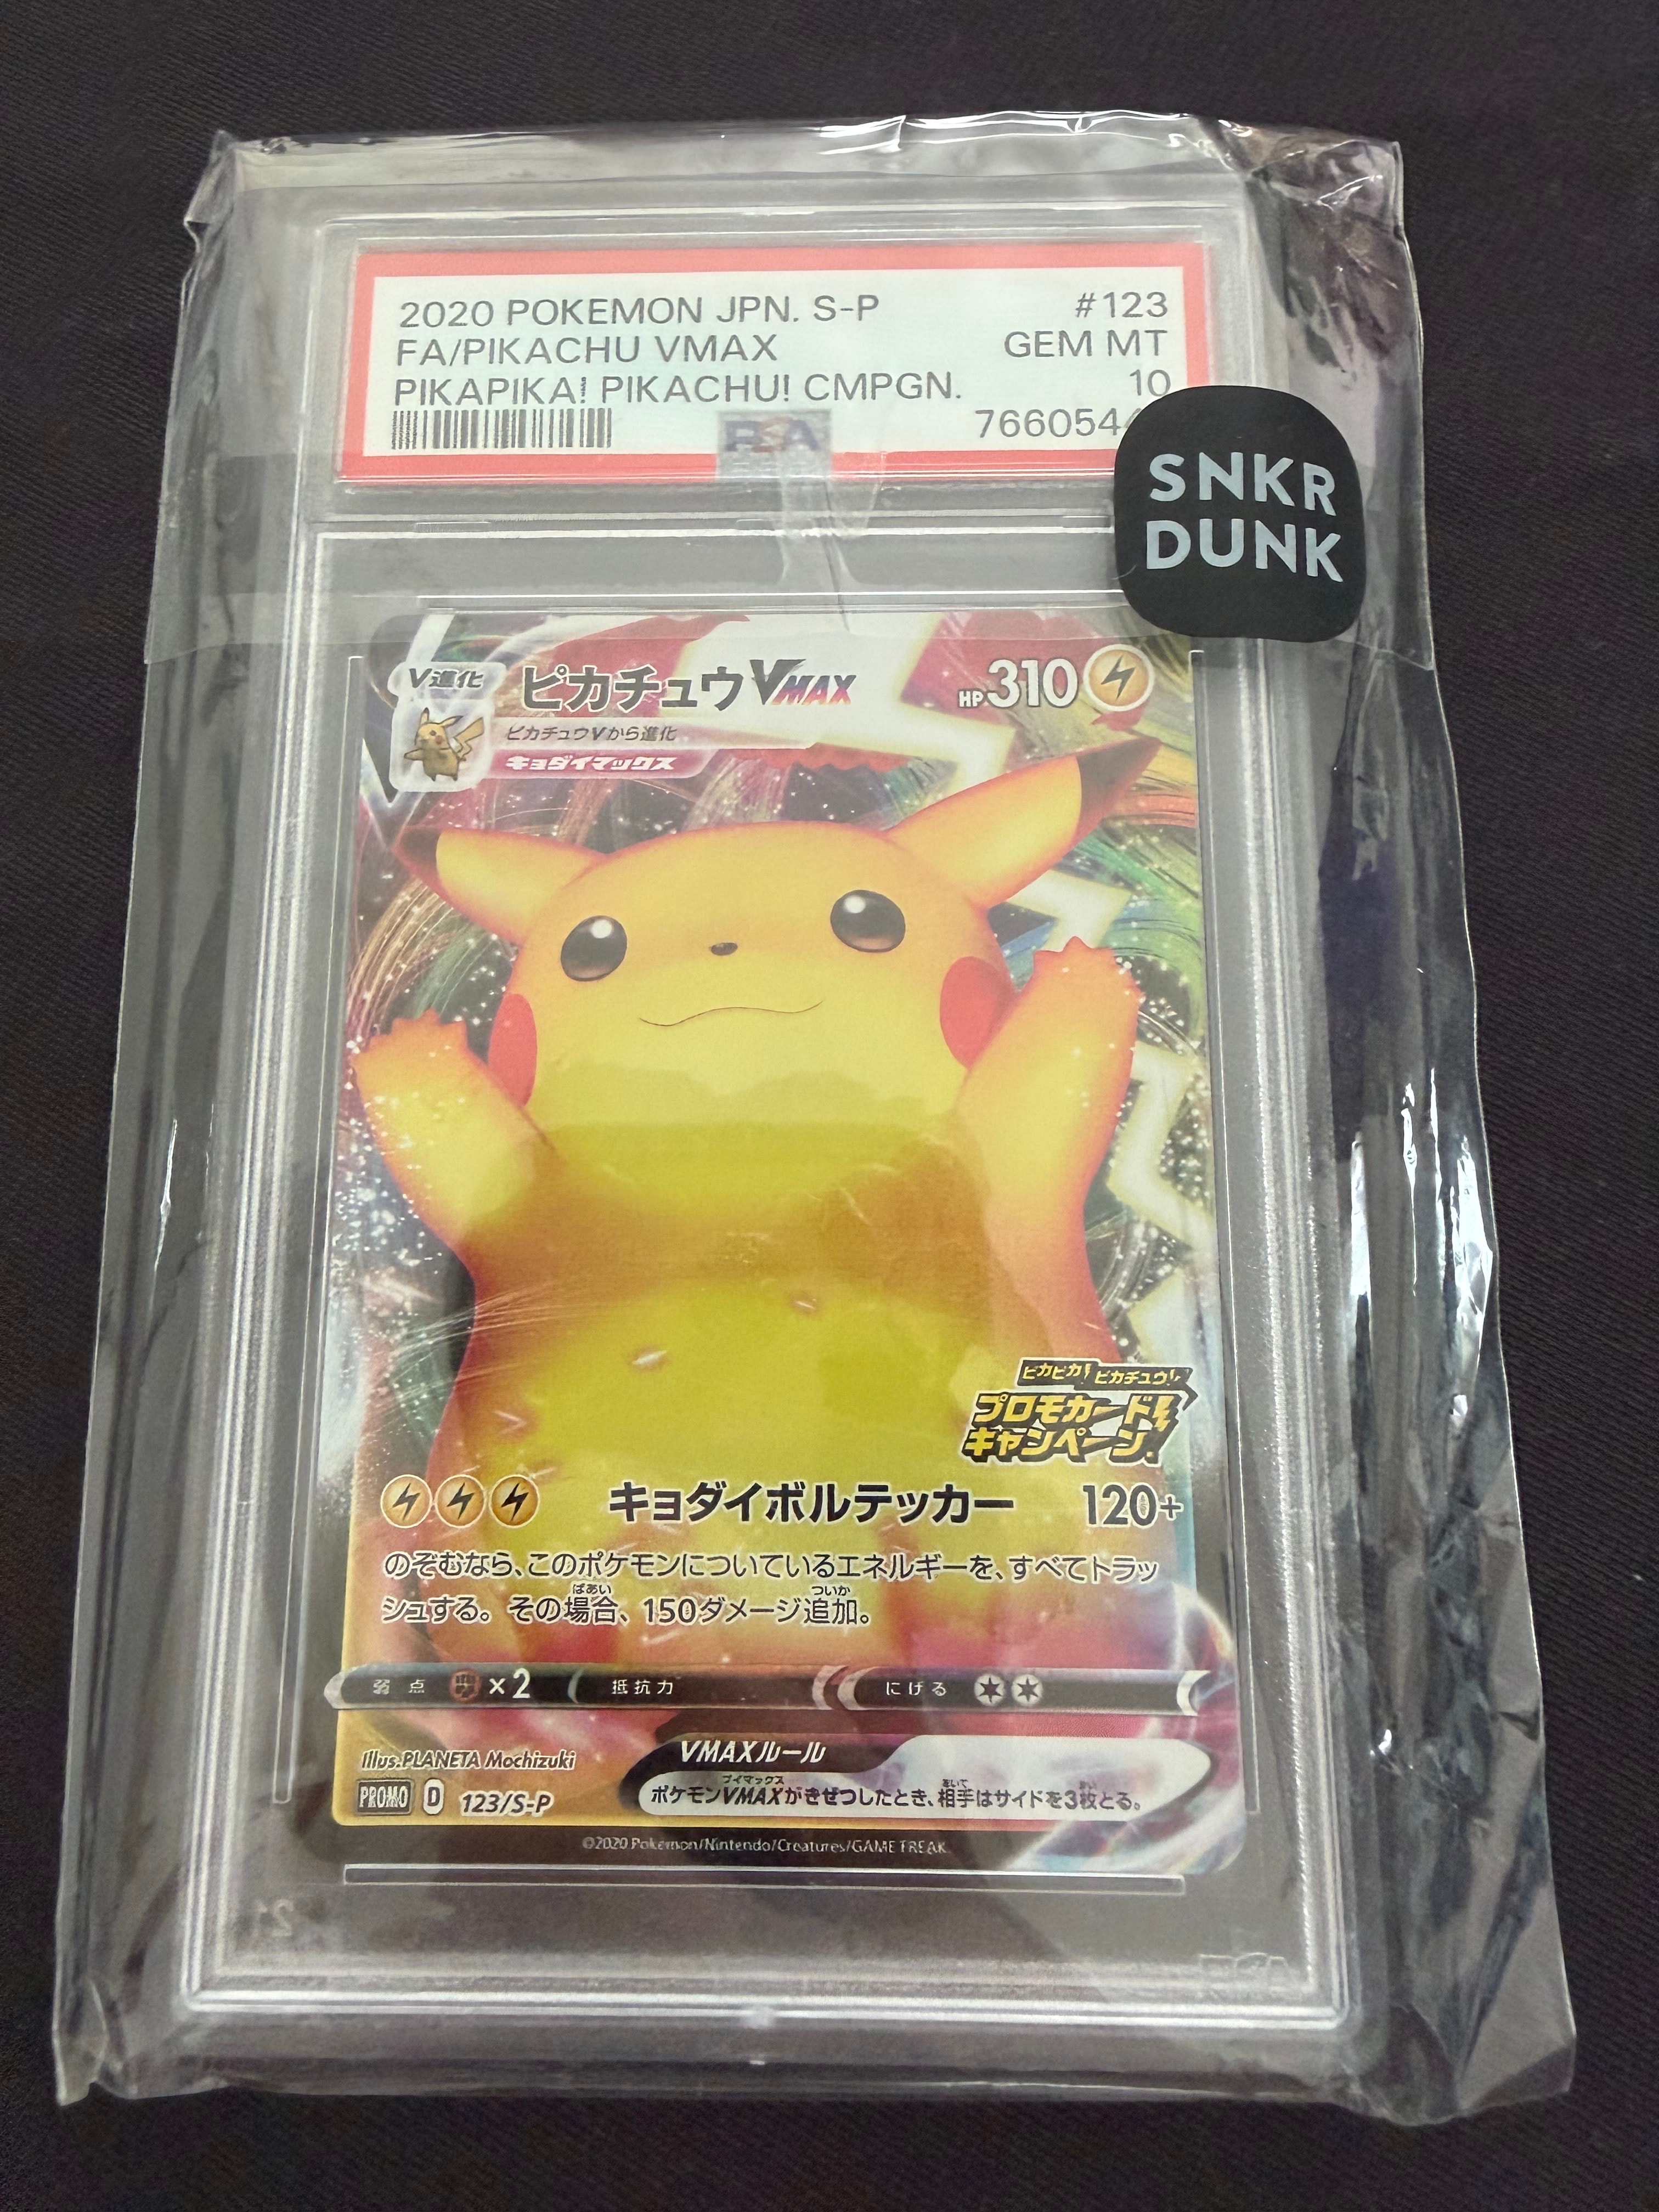 2020 POKEMON JPN. S-P #123
FA/PIKACHU VMAX GEM MT
PIKAPIKA! PIKACHU! CMPGN. 10
PSA 7660544
SNKR
DUNK
V進化 ピカチュウVMAX HP310
ピカチュウVから進化
キョダイマックス
ピカピカ! ピカチュウ!
プロモカード
キャンペーン
キョダイボルテッカー 120+
のぞむなら、このポケモンについているエネルギーを、すべてトラッ
シュする。その場合、150ダメージ追加。
ばあい ついか
弱点 ×2 抵抗力 にげる
Illus.PLANETA Mochizuki
VMAXルール
PROMO D 123/S-P
ポケモンVMAXがきぜつしたとき、相手はサイドを3枚とる。
©2020 Pokémon/Nintendo/Creatures/GAME FREAK